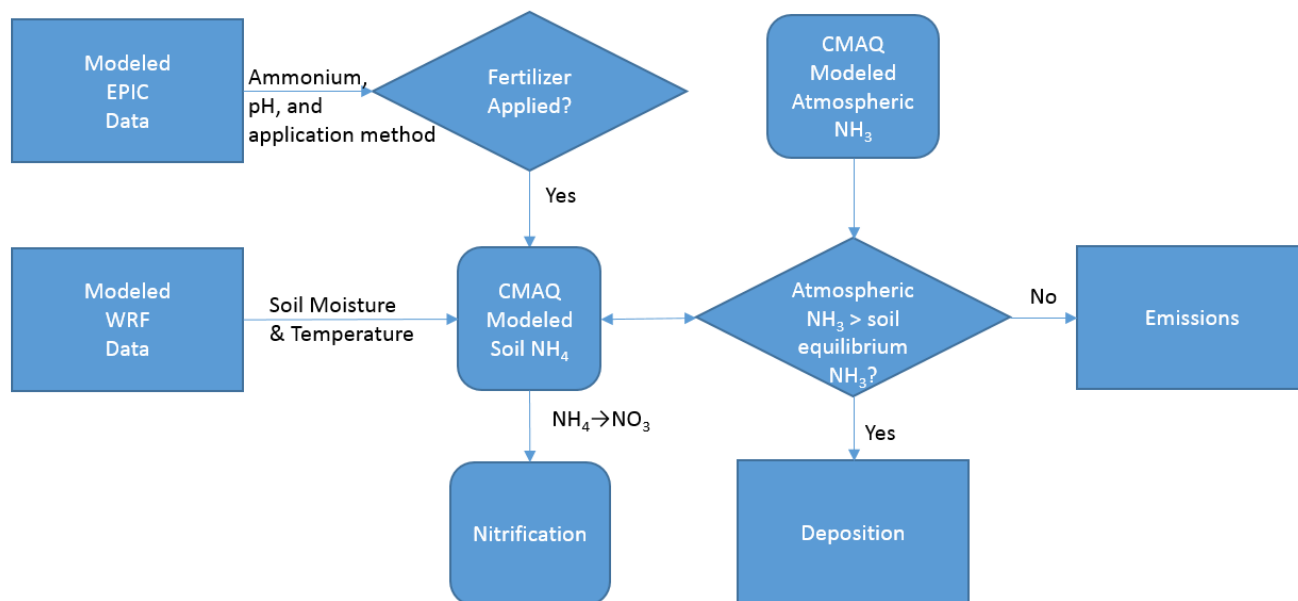 Modeled
EPIC
Data
Ammonium,
pH, and
application method
Fertilizer
Applied?
CMAQ
Modeled
Atmospheric
NH₃
Yes
Modeled
WRF
Data
Soil Moisture
& Temperature
CMAQ
Modeled
Soil NH₄
Atmospheric
NH₃ > soil
equilibrium
NH₃?
No
Emissions
NH₄→NO₃
Yes
Nitrification
Deposition